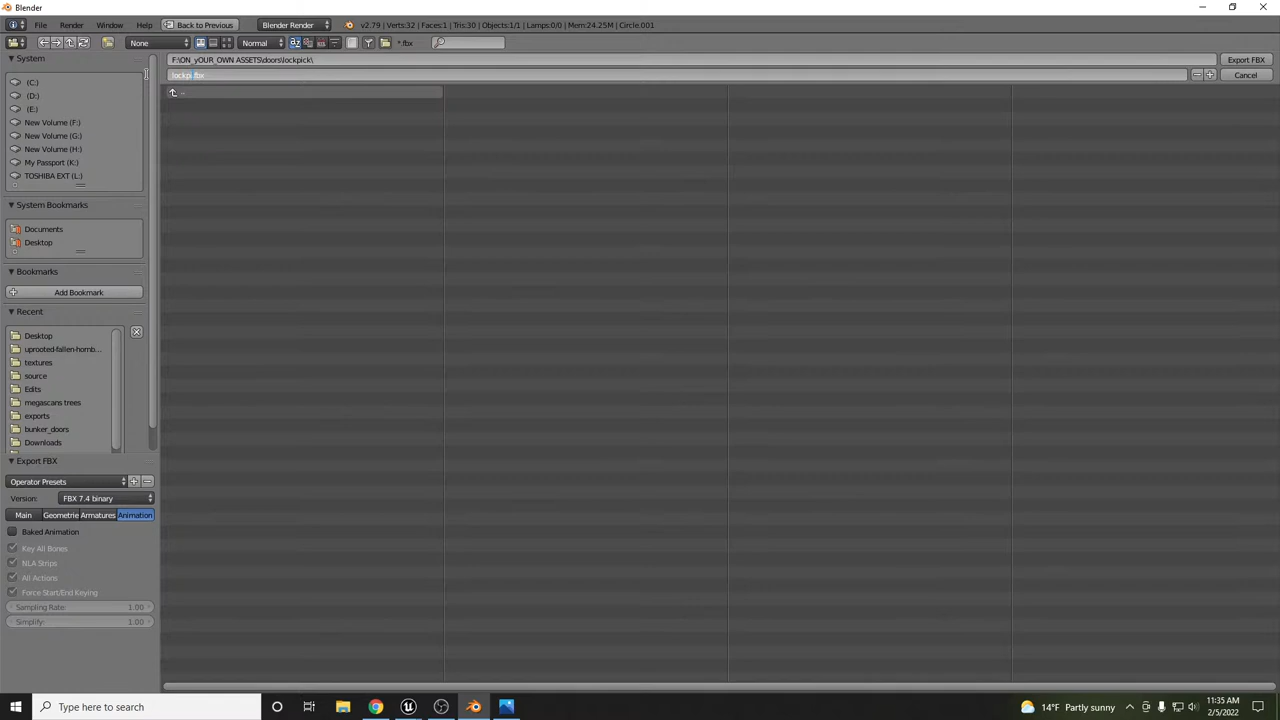 Blender
File Render Window Help Back to Previous Blender Render v2.79 | Verts:32 | Faces:1 | Tris:30 | Objects:1/1 | Lamps:0/0 | Mem:24.25M | Circle.001
None Normal *.fbx
System
F:\ON_yOUR_OWN ASSETS\doors\lockpick\ Export FBX
Cancel
(C:)
..
(D:)
(E:)
New Volume (F:)
New Volume (G:)
New Volume (H:)
My Passport (K:)
TOSHIBA EXT (L:)
System Bookmarks
Documents
Desktop
Bookmarks
Add Bookmark
Recent
Desktop
uprooted-fallen-hornb...
textures
source
Edits
megascans trees
exports
bunker_doors
Downloads
Export FBX
Operator Presets
Version: FBX 7.4 binary
Main Geometrie Armatures Animation
Baked Animation
Key All Bones
NLA Strips
All Actions
Force Start/End Keying
Sampling Rate: 1.00
Simplify: 1.00
Type here to search
14°F Partly sunny
11:35 AM
2/5/2022